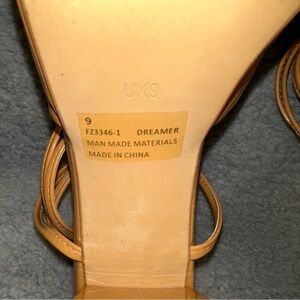 UK9
9
FZ3346-1 DREAMER
MAN MADE MATERIALS
MADE IN CHINA